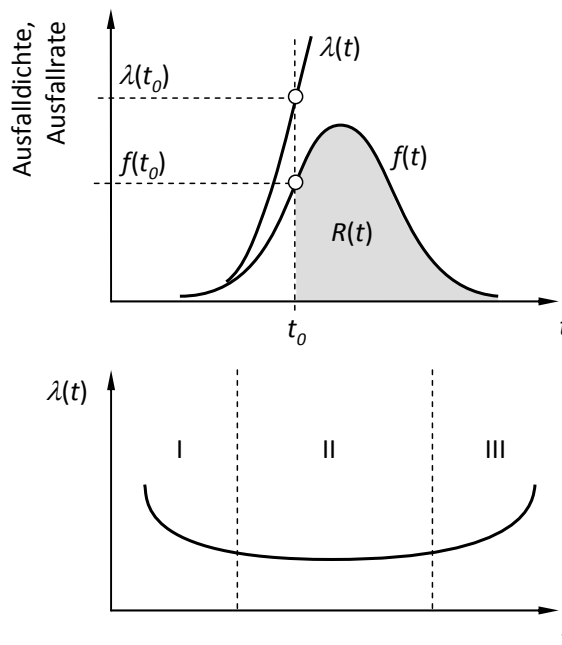 Ausfalldichte,
Ausfallrate
λ(t)
λ(t₀)
f(t₀)
f(t)
R(t)
t₀
λ(t)
I II III